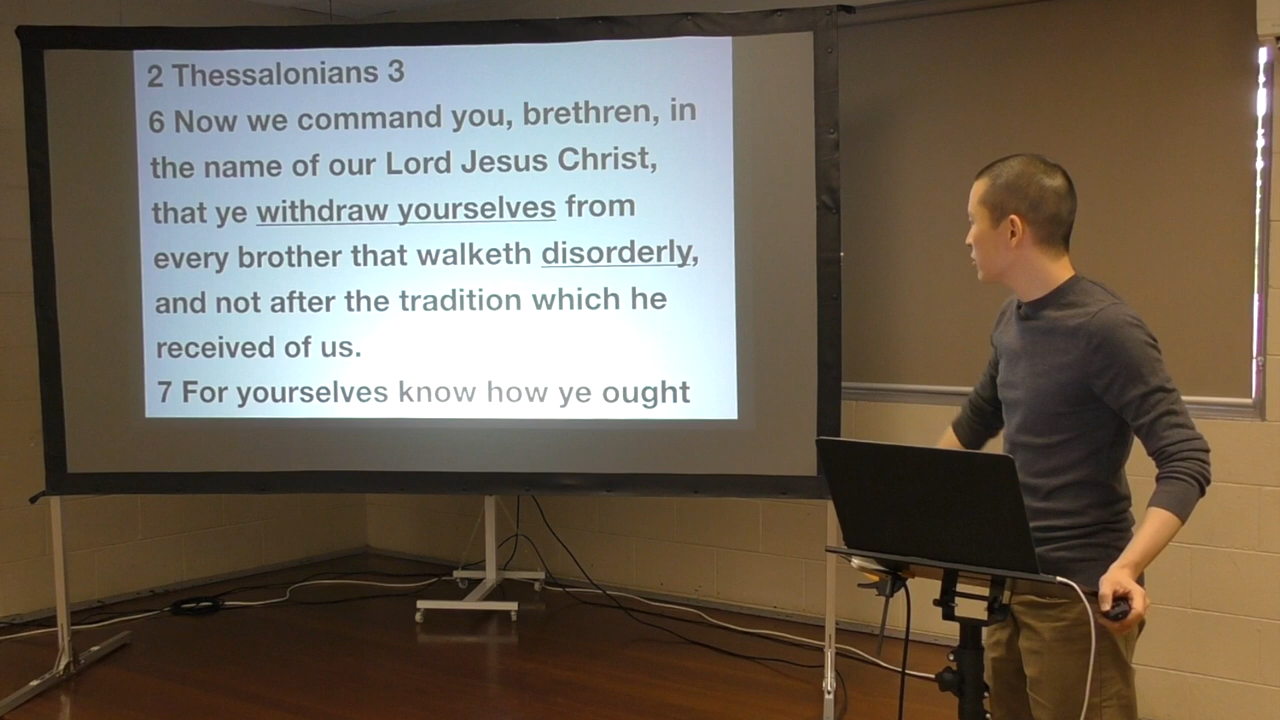 2 Thessalonians 3
6 Now we command you, brethren, in
the name of our Lord Jesus Christ,
that ye withdraw yourselves from
every brother that walketh disorderly,
and not after the tradition which he
received of us.
7 For yourselves know how ye ought